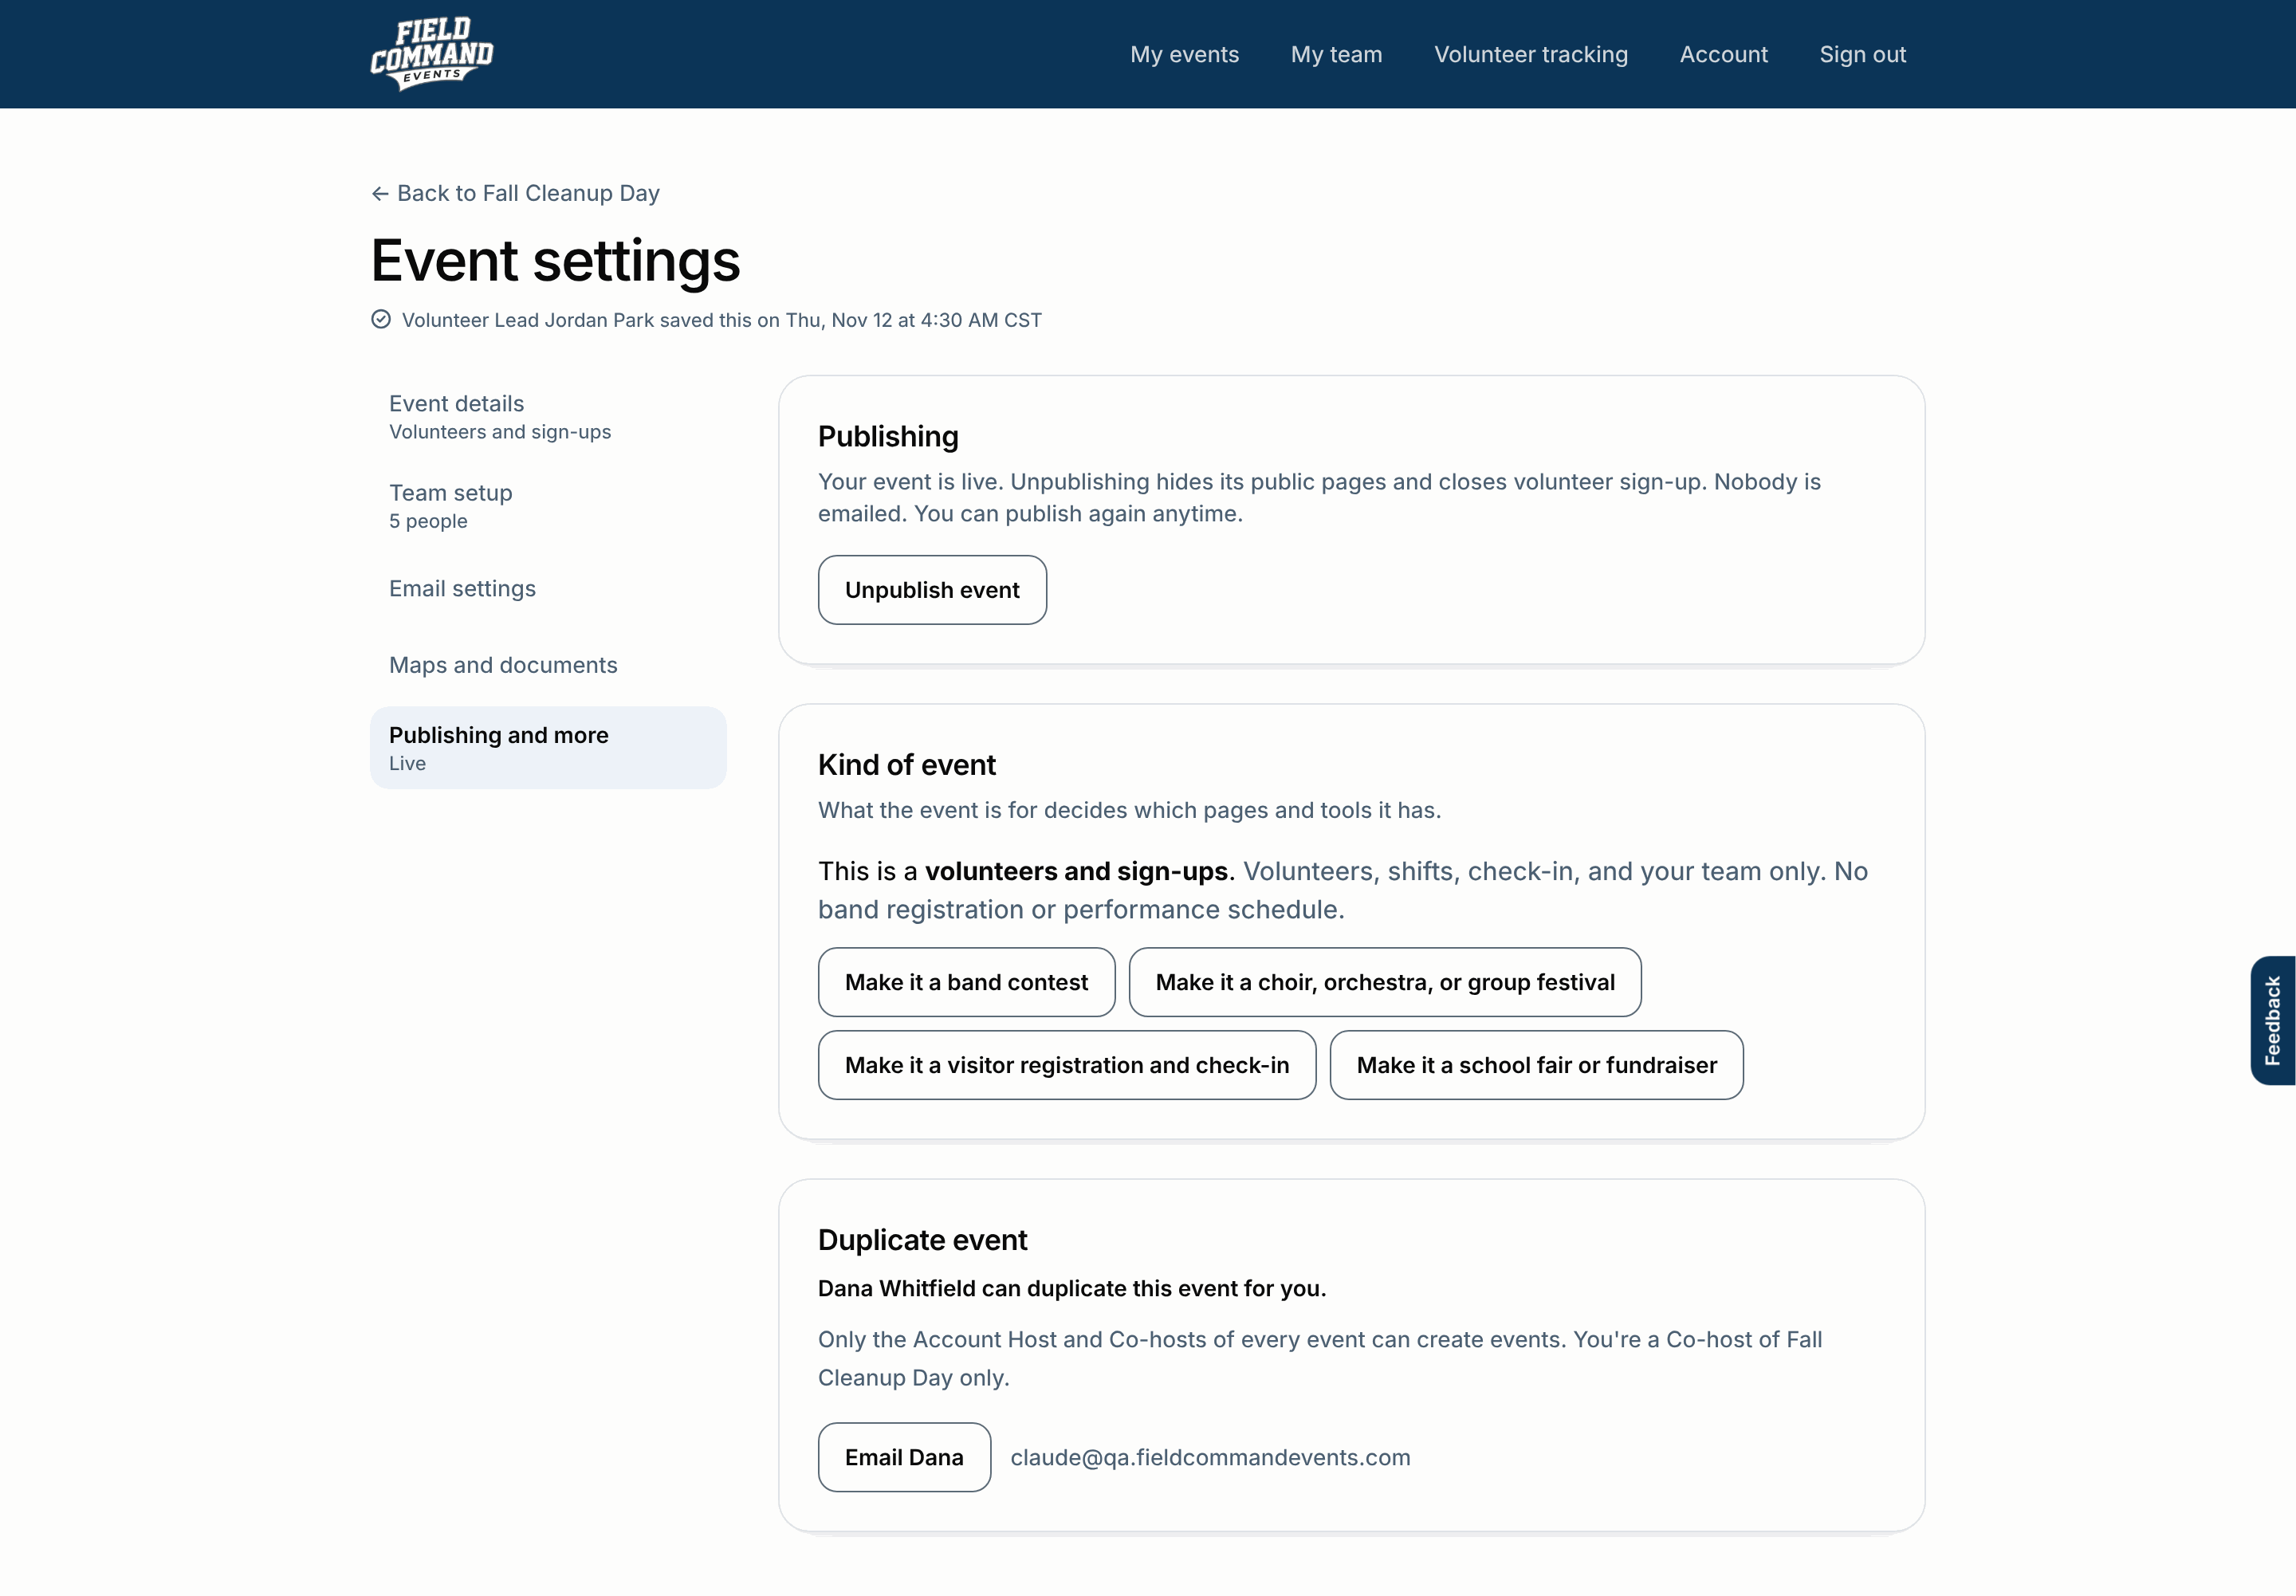 FIELD
COMMAND
EVENTS
My events
My team
Volunteer tracking
Account
Sign out
← Back to Fall Cleanup Day
Event settings
Volunteer Lead Jordan Park saved this on Thu, Nov 12 at 4:30 AM CST
Event details
Volunteers and sign-ups
Team setup
5 people
Email settings
Maps and documents
Publishing and more
Live
Publishing
Your event is live. Unpublishing hides its public pages and closes volunteer sign-up. Nobody is
emailed. You can publish again anytime.
Unpublish event
Kind of event
What the event is for decides which pages and tools it has.
This is a volunteers and sign-ups. Volunteers, shifts, check-in, and your team only. No
band registration or performance schedule.
Make it a band contest
Make it a choir, orchestra, or group festival
Make it a visitor registration and check-in
Make it a school fair or fundraiser
Duplicate event
Dana Whitfield can duplicate this event for you.
Only the Account Host and Co-hosts of every event can create events. You're a Co-host of Fall
Cleanup Day only.
Email Dana
claude@qa.fieldcommandevents.com
Feedback